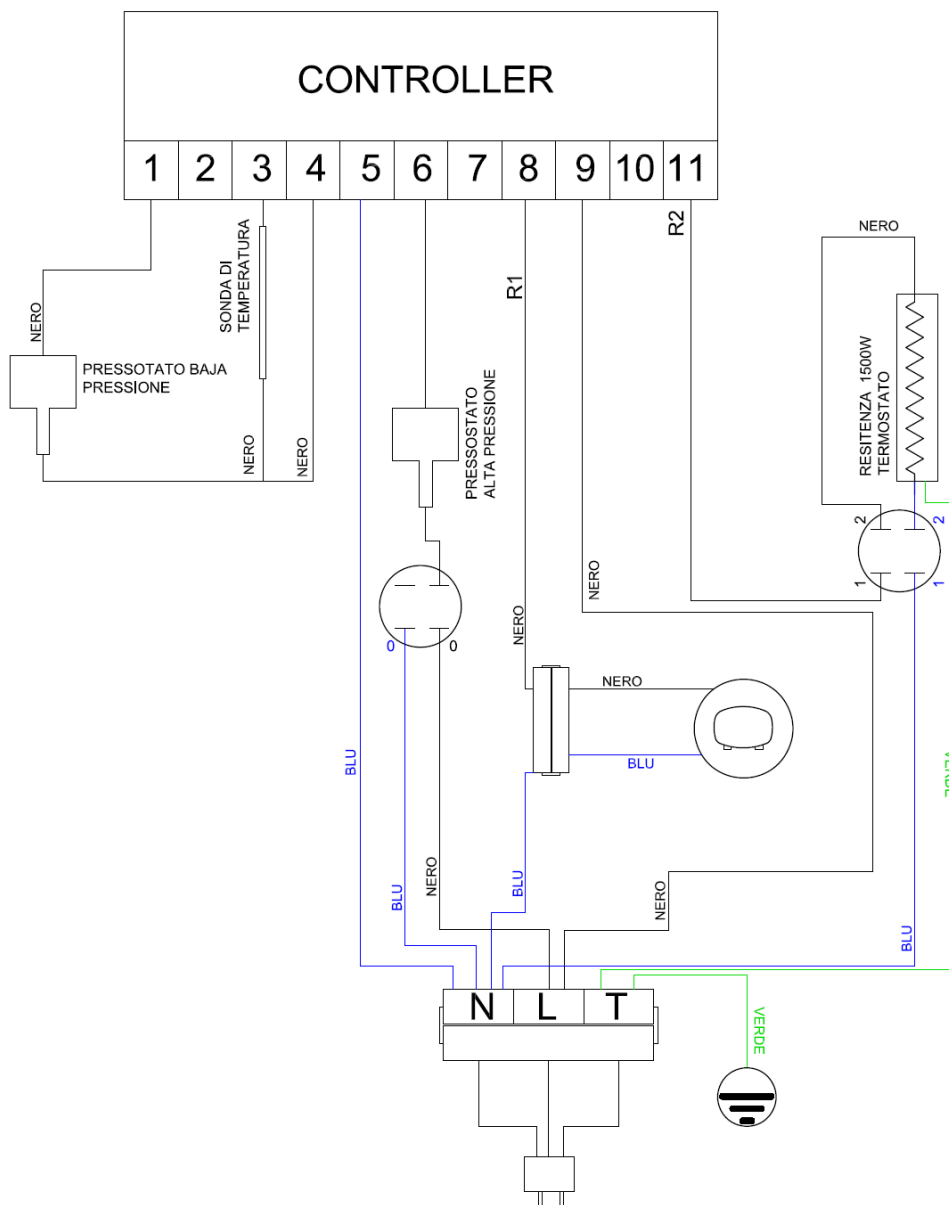 CONTROLLER
1 2 3 4 5 6 7 8 9 10 11
R1
R2
NERO
NERO
SONDA DI
TEMPERATURA
PRESSOTATO BAJA
PRESSIONE
PRESSOSTATO
ALTA PRESSIONE
RESITENZA 1500W
TERMOSTATO
NERO
NERO
2
2
1
1
NERO
NERO
0
0
NERO
BLU
BLU
VERDE
BLU
NERO
BLU
NERO
BLU
N L T
VERDE